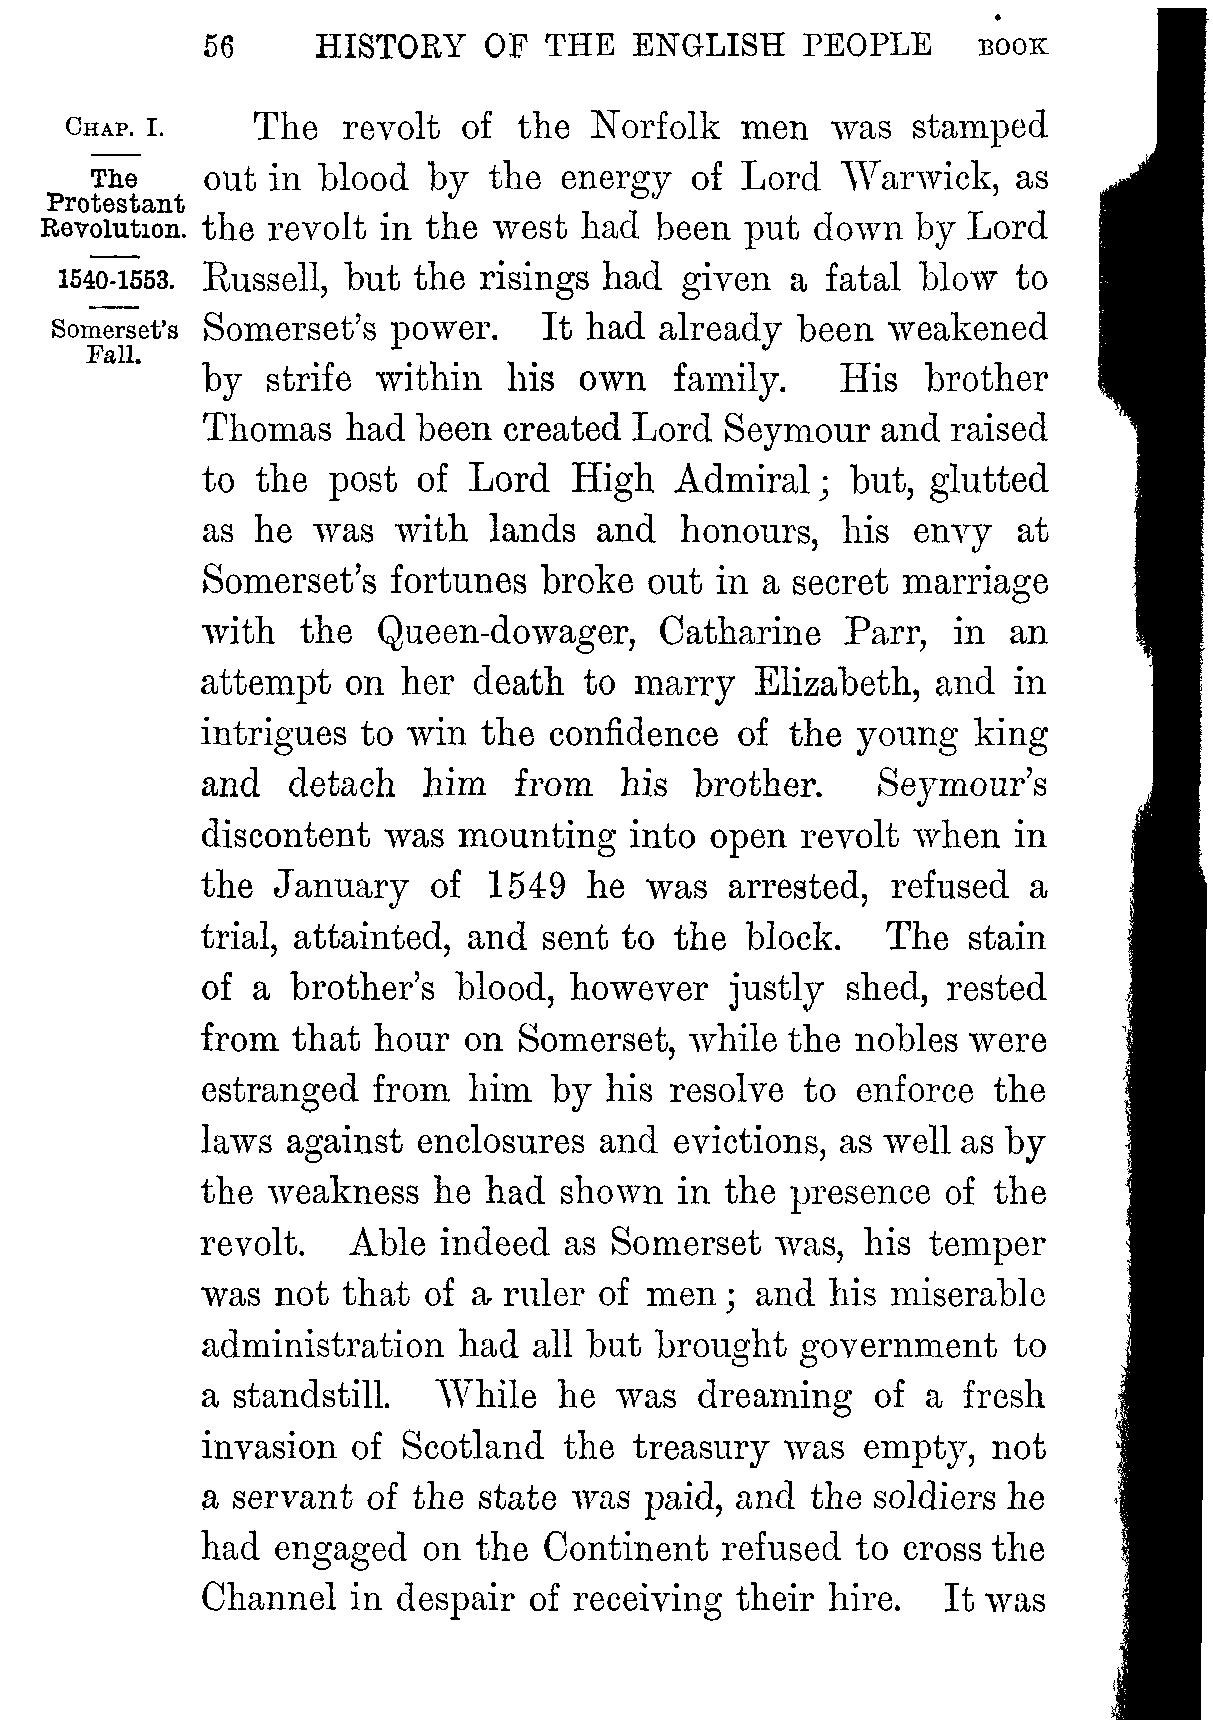 56 HISTORY OF THE ENGLISH PEOPLE BOOK
CHAP. I.
The
Protestant
Revolution.
1540-1553.
Somerset's
Fall.
The revolt of the Norfolk men was stamped
out in blood by the energy of Lord Warwick, as
the revolt in the west had been put down by Lord
Russell, but the risings had given a fatal blow to
Somerset's power. It had already been weakened
by strife within his own family. His brother
Thomas had been created Lord Seymour and raised
to the post of Lord High Admiral; but, glutted
as he was with lands and honours, his envy at
Somerset's fortunes broke out in a secret marriage
with the Queen-dowager, Catharine Parr, in an
attempt on her death to marry Elizabeth, and in
intrigues to win the confidence of the young king
and detach him from his brother. Seymour's
discontent was mounting into open revolt when in
the January of 1549 he was arrested, refused a
trial, attainted, and sent to the block. The stain
of a brother's blood, however justly shed, rested
from that hour on Somerset, while the nobles were
estranged from him by his resolve to enforce the
laws against enclosures and evictions, as well as by
the weakness he had shown in the presence of the
revolt. Able indeed as Somerset was, his temper
was not that of a ruler of men; and his miserable
administration had all but brought government to
a standstill. While he was dreaming of a fresh
invasion of Scotland the treasury was empty, not
a servant of the state was paid, and the soldiers he
had engaged on the Continent refused to cross the
Channel in despair of receiving their hire. It was